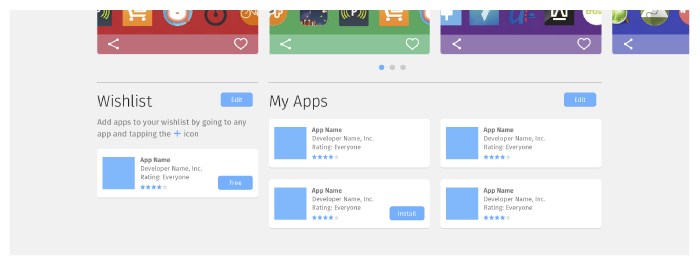 Wishlist
Edit
Add apps to your wishlist by going to any
app and tapping the + icon
App Name
Developer Name, Inc.
Rating: Everyone
Free
My Apps
Edit
App Name
Developer Name, Inc.
Rating: Everyone
App Name
Developer Name, Inc.
Rating: Everyone
App Name
Developer Name, Inc.
Rating: Everyone
Install
App Name
Developer Name, Inc.
Rating: Everyone